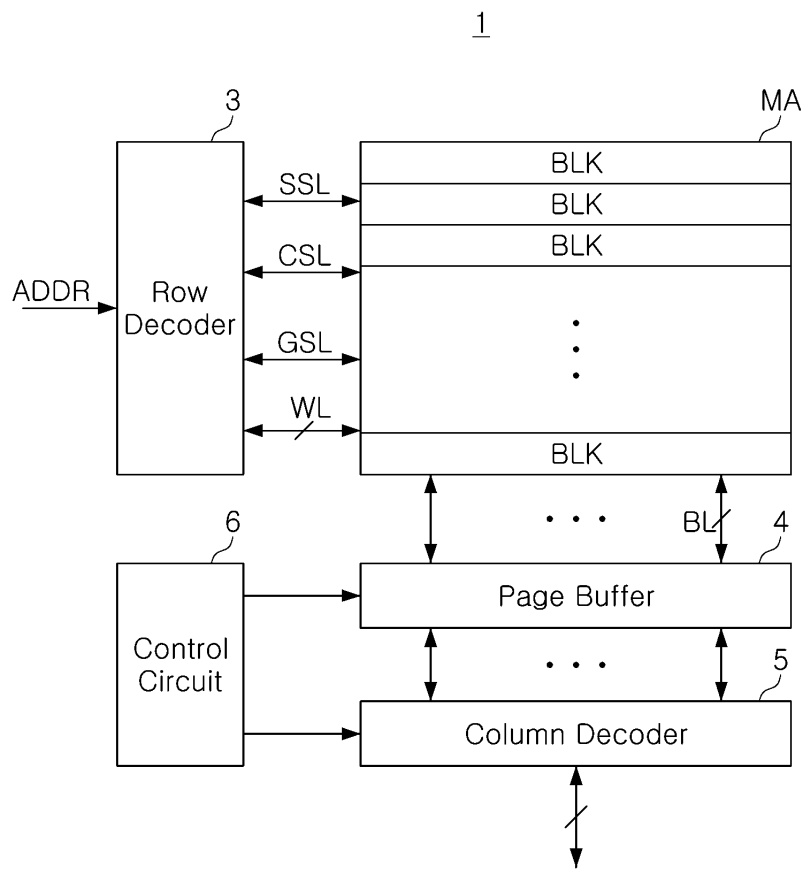 1
3
MA
BLK
SSL
BLK
BLK
CSL
ADDR
Row
Decoder
GSL
WL
BLK
BL
6
4
Page Buffer
Control
Circuit
5
Column Decoder